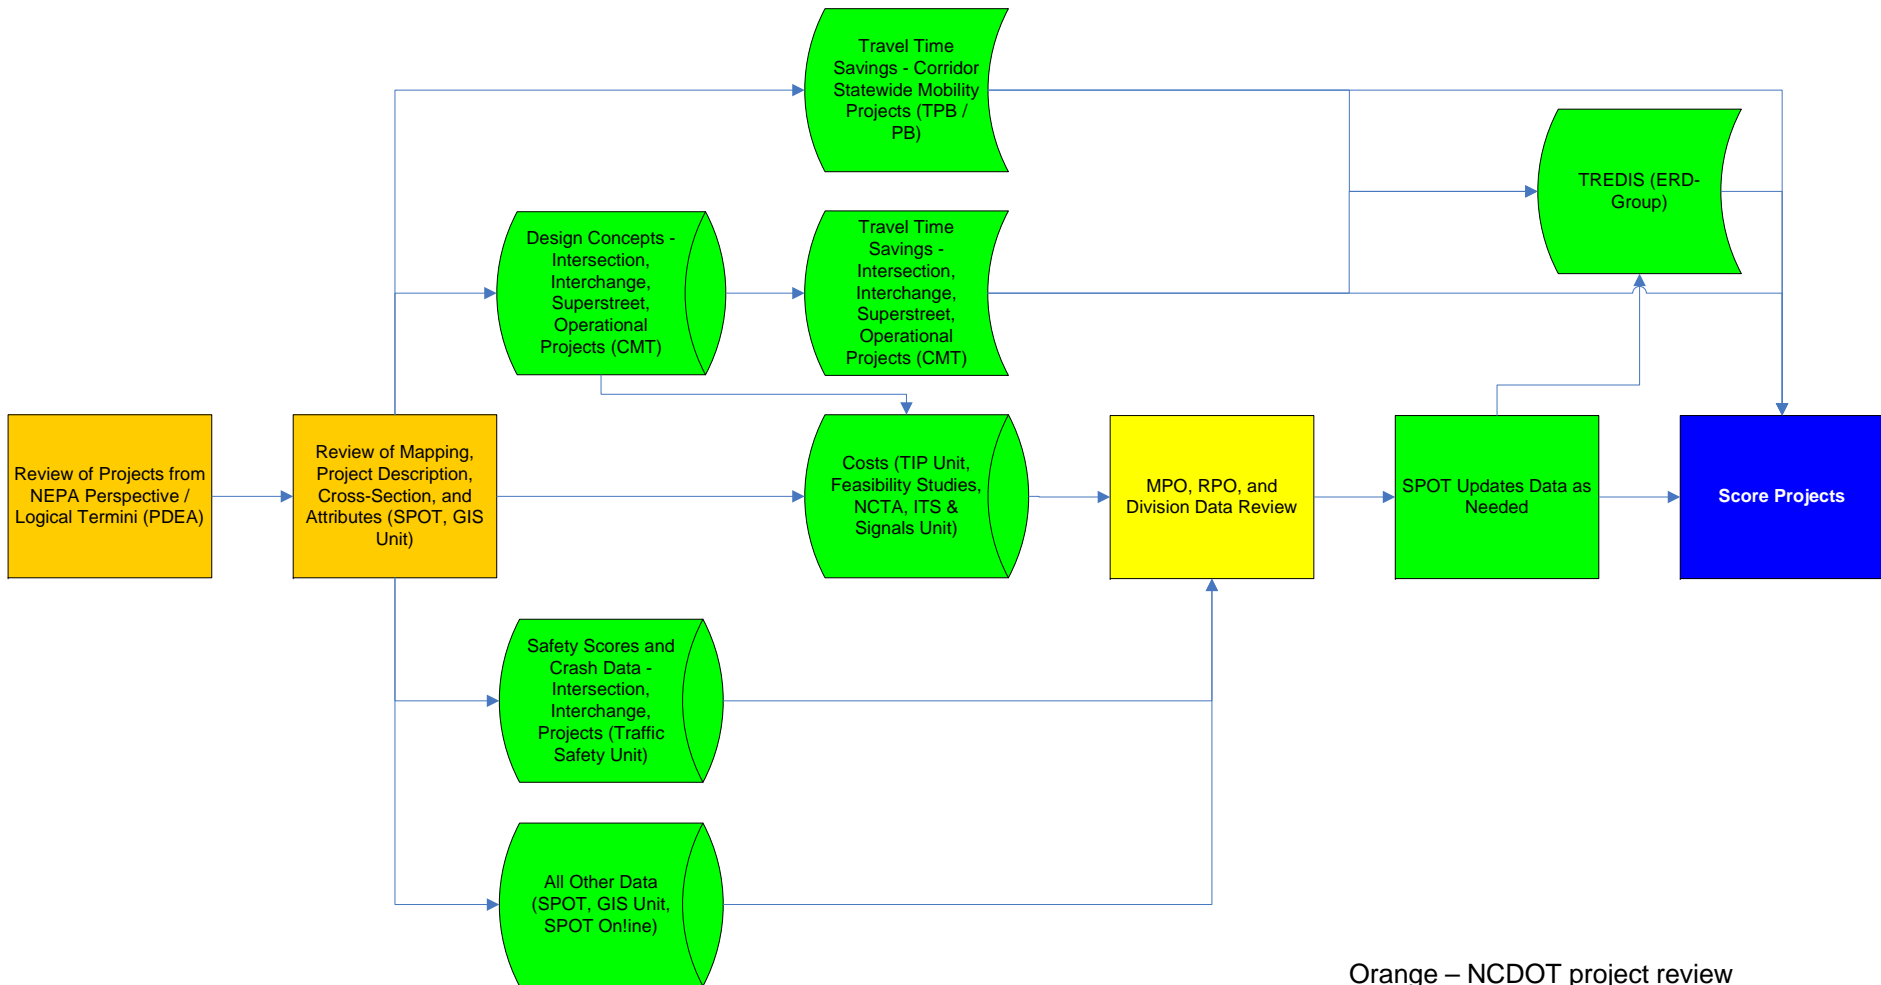 Travel Time
Savings - Corridor
Statewide Mobility
Projects (TPB /
PB)
TREDIS (ERD-
Group)
Design Concepts -
Intersection,
Interchange,
Superstreet,
Operational
Projects (CMT)
Travel Time
Savings -
Intersection,
Interchange,
Superstreet,
Operational
Projects (CMT)
Review of Projects from
NEPA Perspective /
Logical Termini (PDEA)
Review of Mapping,
Project Description,
Cross-Section, and
Attributes (SPOT, GIS
Unit)
Costs (TIP Unit,
Feasibility Studies,
NCTA, ITS &
Signals Unit)
MPO, RPO, and
Division Data Review
SPOT Updates Data as
Needed
Score Projects
Safety Scores and
Crash Data -
Intersection,
Interchange,
Projects (Traffic
Safety Unit)
All Other Data
(SPOT, GIS Unit,
SPOT On!ine)
Orange – NCDOT project review